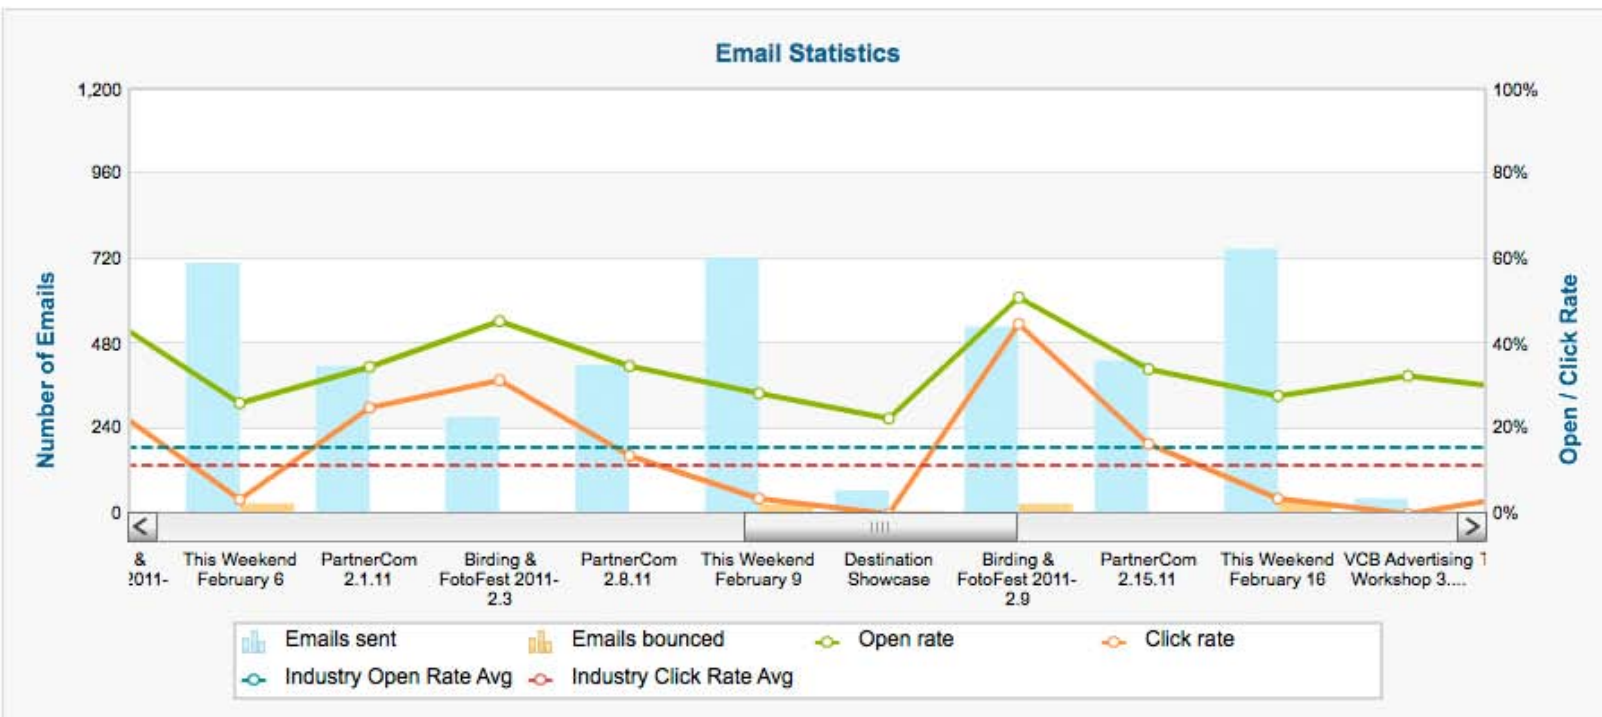 Email Statistics
1,200
960
720
480
240
0
Number of Emails
100%
80%
60%
40%
20%
0%
Open / Click Rate
&
2011-
This Weekend
February 6
PartnerCom
2.1.11
Birding &
FotoFest 2011-
2.3
PartnerCom
2.8.11
This Weekend
February 9
Destination
Showcase
Birding &
FotoFest 2011-
2.9
PartnerCom
2.15.11
This Weekend
February 16
VCB Advertising
Workshop 3....
T
Emails sent
Emails bounced
Open rate
Click rate
Industry Open Rate Avg
Industry Click Rate Avg